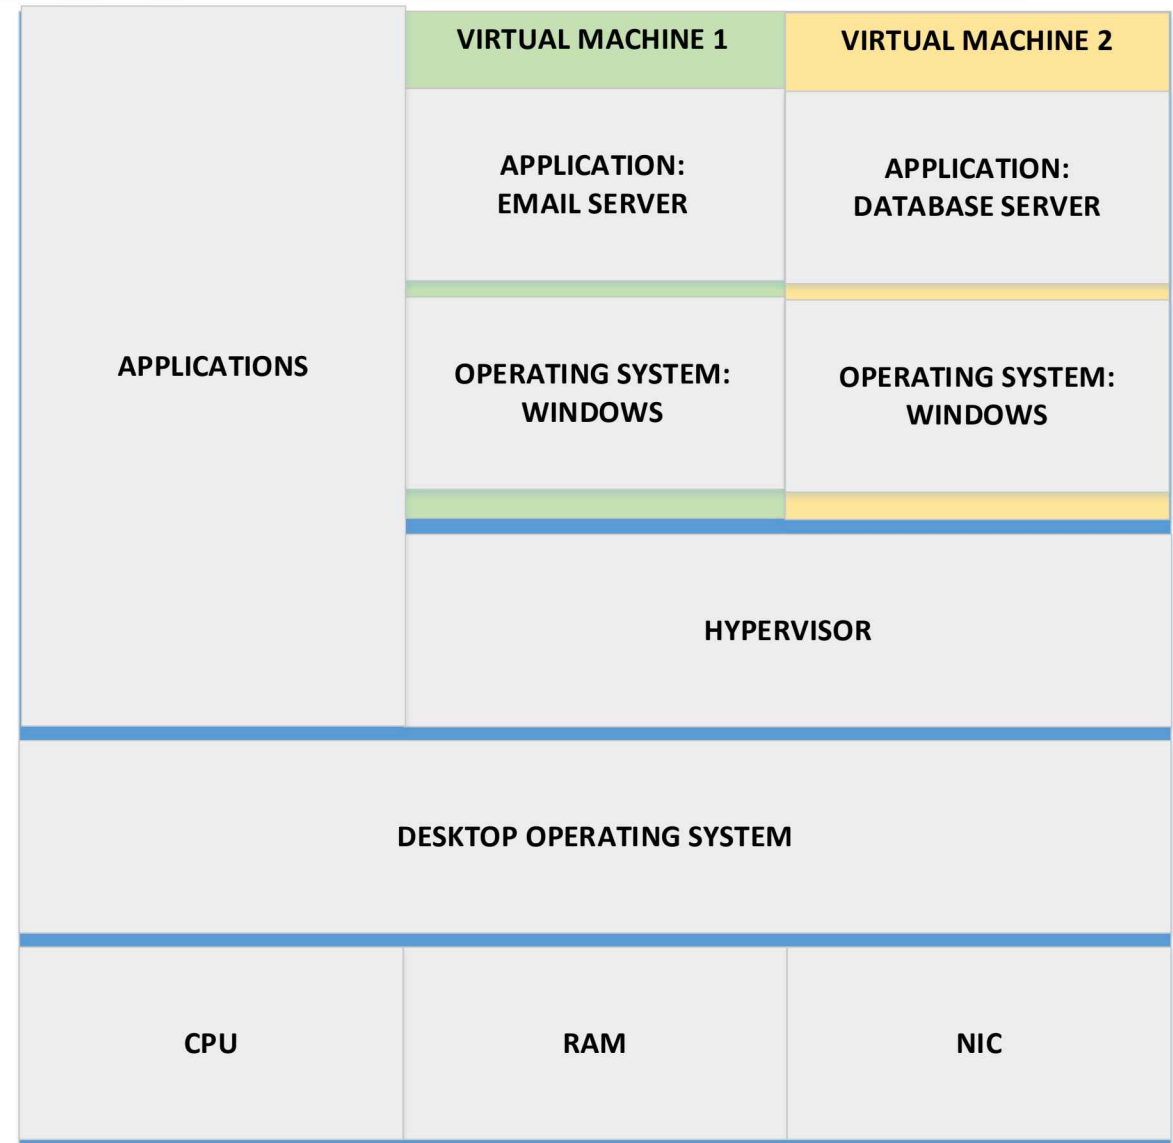 VIRTUAL MACHINE 1
VIRTUAL MACHINE 2
APPLICATION:
EMAIL SERVER
APPLICATION:
DATABASE SERVER
APPLICATIONS
OPERATING SYSTEM:
WINDOWS
OPERATING SYSTEM:
WINDOWS
HYPERVISOR
DESKTOP OPERATING SYSTEM
CPU
RAM
NIC